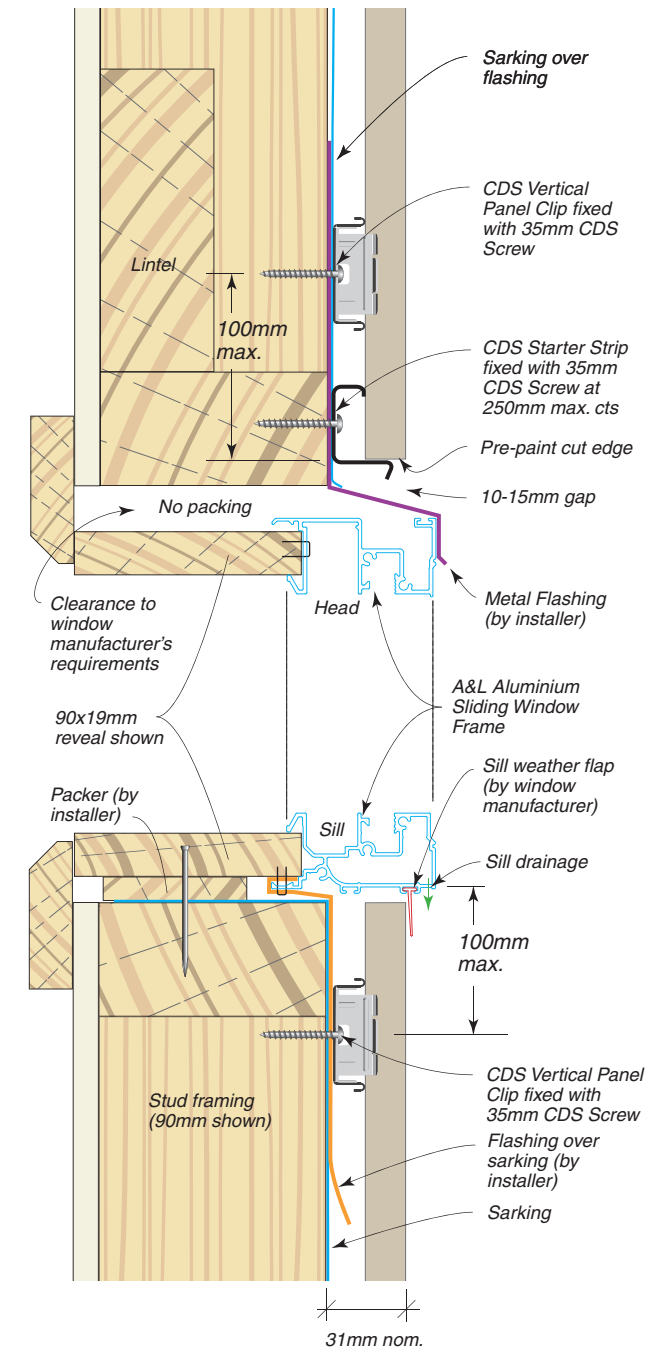 Sarking over
flashing
CDS Vertical
Panel Clip fixed
with 35mm CDS
Screw
Lintel
100mm
max.
CDS Starter Strip
fixed with 35mm
CDS Screw at
250mm max. cts
Pre-paint cut edge
10-15mm gap
No packing
Metal Flashing
(by installer)
Head
Clearance to
window
manufacturer's
requirements
A&L Aluminium
Sliding Window
Frame
90x19mm
reveal shown
Sill weather flap
(by window
manufacturer)
Packer (by
installer)
Sill
Sill drainage
100mm
max.
CDS Vertical Panel
Clip fixed with
35mm CDS Screw
Stud framing
(90mm shown)
Flashing over
sarking (by
installer)
Sarking
31mm nom.